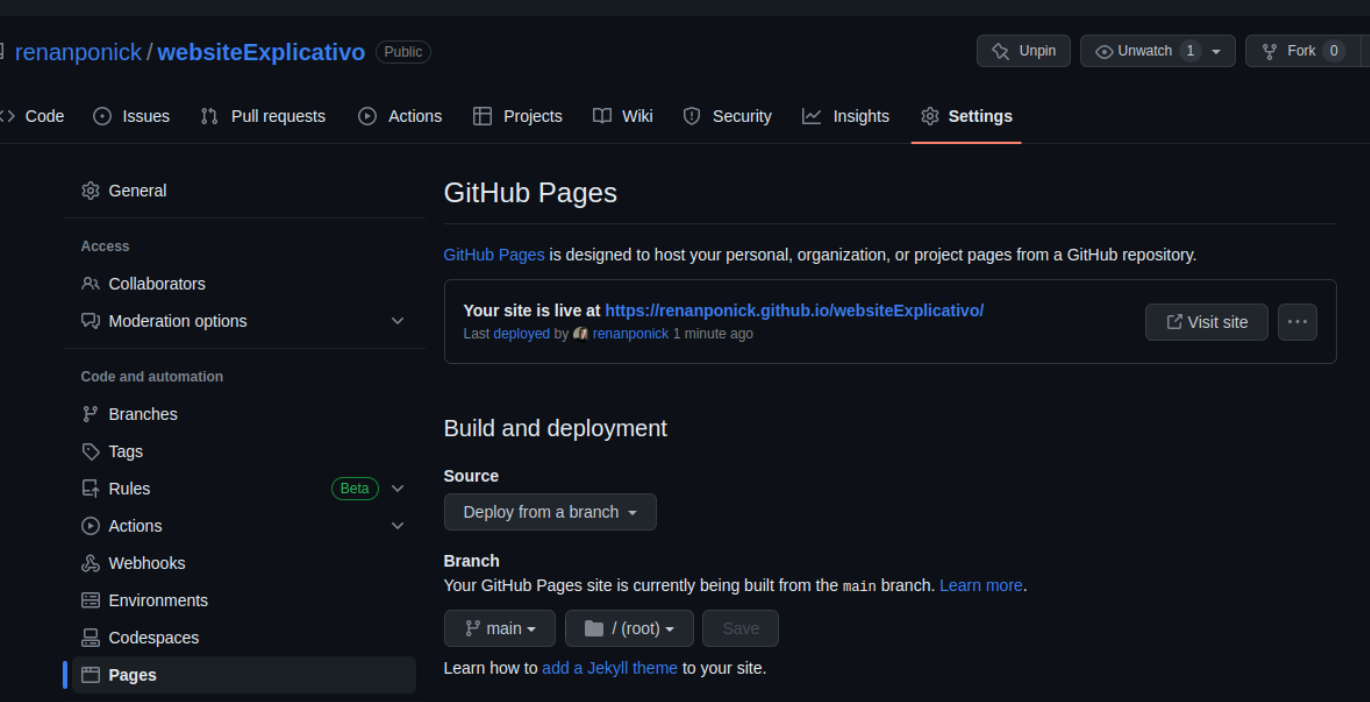 renanponick / websiteExplicativo Public
Unpin Unwatch 1 Fork 0
Code Issues Pull requests Actions Projects Wiki Security Insights Settings
General
Access
Collaborators
Moderation options
Code and automation
Branches
Tags
Rules Beta
Actions
Webhooks
Environments
Codespaces
Pages
GitHub Pages
GitHub Pages is designed to host your personal, organization, or project pages from a GitHub repository.
Your site is live at https://renanponick.github.io/websiteExplicativo/
Last deployed by renanponick 1 minute ago
Visit site
Build and deployment
Source
Deploy from a branch
Branch
Your GitHub Pages site is currently being built from the main branch. Learn more.
main / (root) Save
Learn how to add a Jekyll theme to your site.